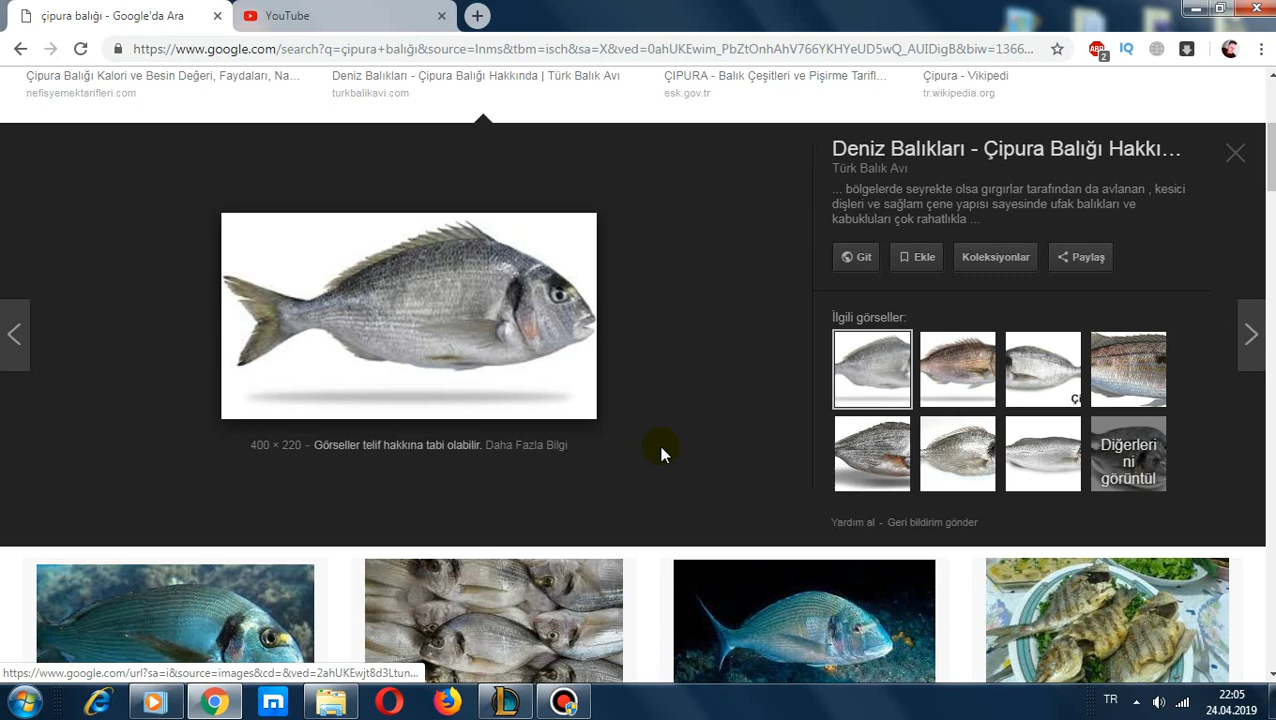 çipura balığı - Google'da Ara
YouTube
https://www.google.com/search?q=çipura+balığı&source=lnms&tbm=isch&sa=X&ved=0ahUKEwim_PbZtOnhAhV766YKHYeUD5wQ_AUIDigB&biw=1366...
ABP
2
IQ
Çipura Balığı Kalori ve Besin Değeri, Faydaları, Na...
Deniz Balıkları - Çipura Balığı Hakkında | Türk Balık Avı
ÇİPURA - Balık Çeşitleri ve Pişirme Tarifl...
Çipura - Vikipedi
nefisyemektarifleri.com
turkbalikavi.com
esk.gov.tr
tr.wikipedia.org
Deniz Balıkları - Çipura Balığı Hakkı...
Türk Balık Avı
... bölgelerde seyrekte olsa gırgırlar tarafından da avlanan , kesici
dişleri ve sağlam çene yapısı sayesinde ufak balıkları ve
kabukluları çok rahatlıkla ...
Git
Ekle
Koleksiyonlar
Paylaş
İlgili görseller:
Çi
Diğerleri
ni
görüntül
400 × 220 - Görseller telif hakkına tabi olabilir. Daha Fazla Bilgi
Yardım al - Geri bildirim gönder
https://www.google.com/url?sa=i&source=images&cd=&ved=2ahUKEwjt8d3Ltun...
TR
22:05
24.04.2019